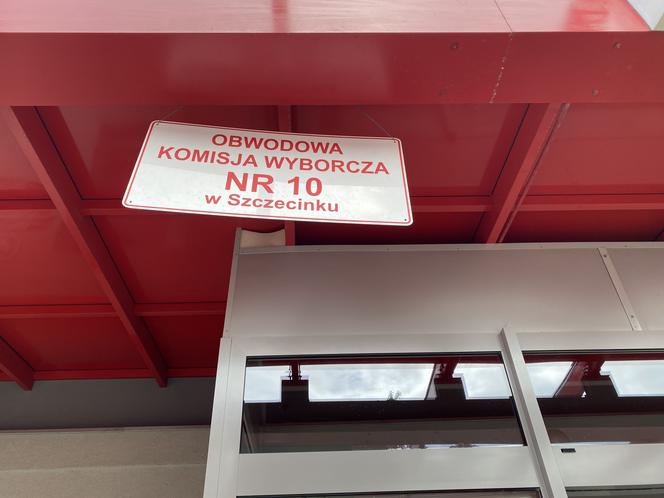 OBWODOWA
KOMISJA WYBORCZA
NR 10
w Szczecinku